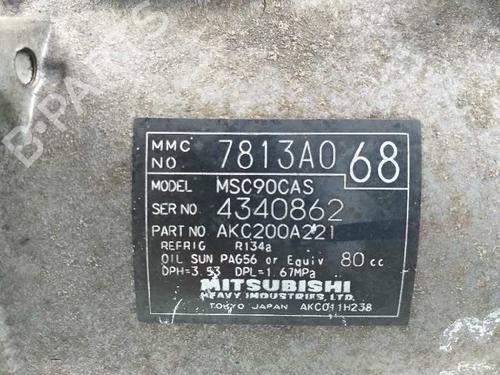 MMC NO. 7813A0 68
MODEL MSC90CAS
SER NO 4340862
PART NO AKC200A221
REFRIG R134a
OIL SUN PAG56 or Equiv 80 cc
DPH=3.53 DPL=1.67MPa
MITSUBISHI
HEAVY INDUSTRIES, LTD.
TOKYO JAPAN AKC011H238